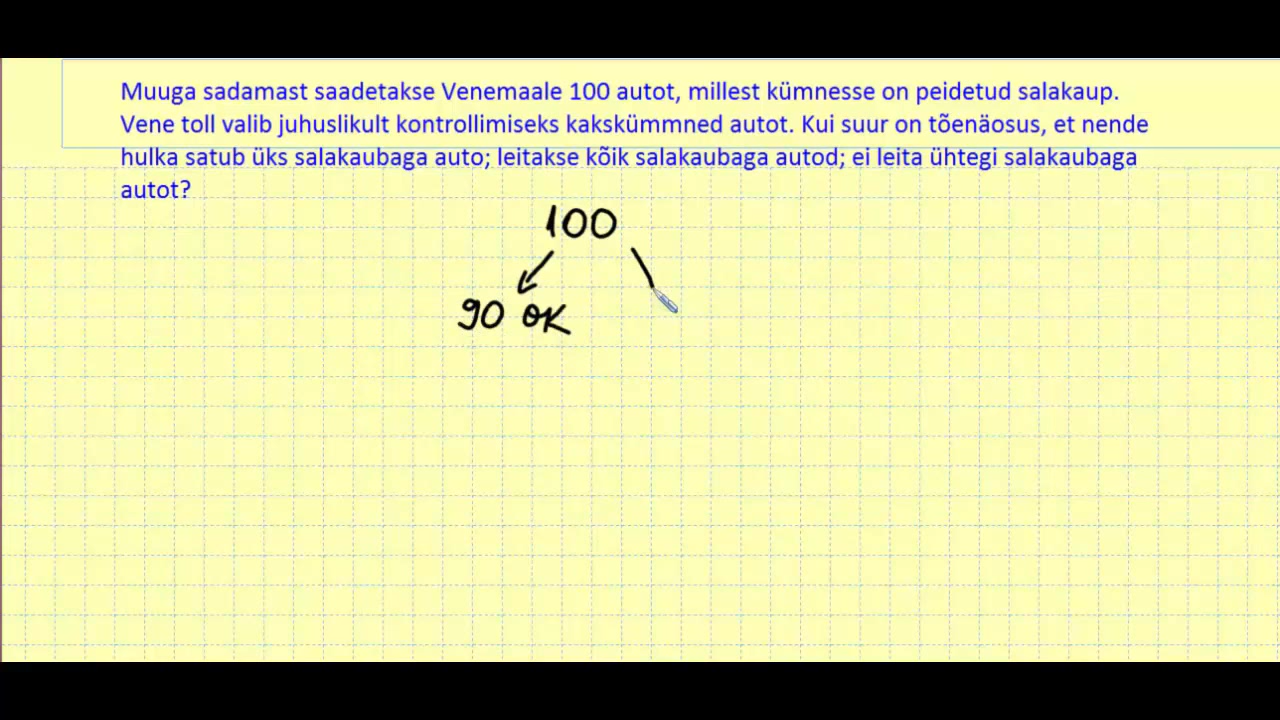 Muuga sadamast saadetakse Venemaale 100 autot, millest kümnesse on peidetud salakaup.
Vene toll valib juhuslikult kontrollimiseks kakskümmned autot. Kui suur on tõenäosus, et nende
hulka satub üks salakaubaga auto; leitakse kõik salakaubaga autod; ei leita ühtegi salakaubaga
autot?
100
90 OK